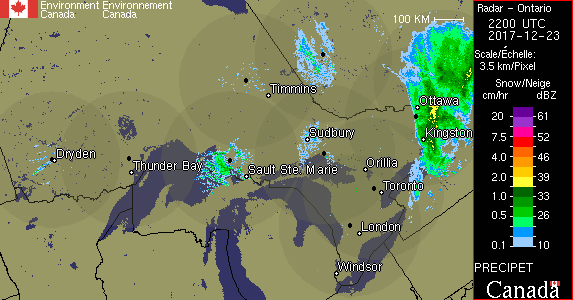 Environment Environnement
Canada Canada
100 KM
Timmins
Ottawa
Sudbury
Kingston
Dryden
Thunder Bay
Sault Ste. Marie
Orillia
Toronto
London
Windsor
Radar - Ontario
2200 UTC
2017-12-23
Scale/Échelle:
3.5 km/Pixel
Snow/Neige
cm/hr dBZ
20 61
7.5 52
4.0 46
2.0 39
1.0 33
0.5 26
0.1 10
PRECIPET
Canada